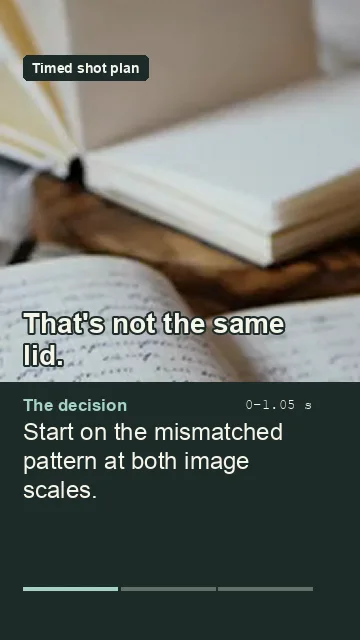 Timed shot plan
That's not the same
lid.
The decision
0–1.05 s
Start on the mismatched
pattern at both image
scales.